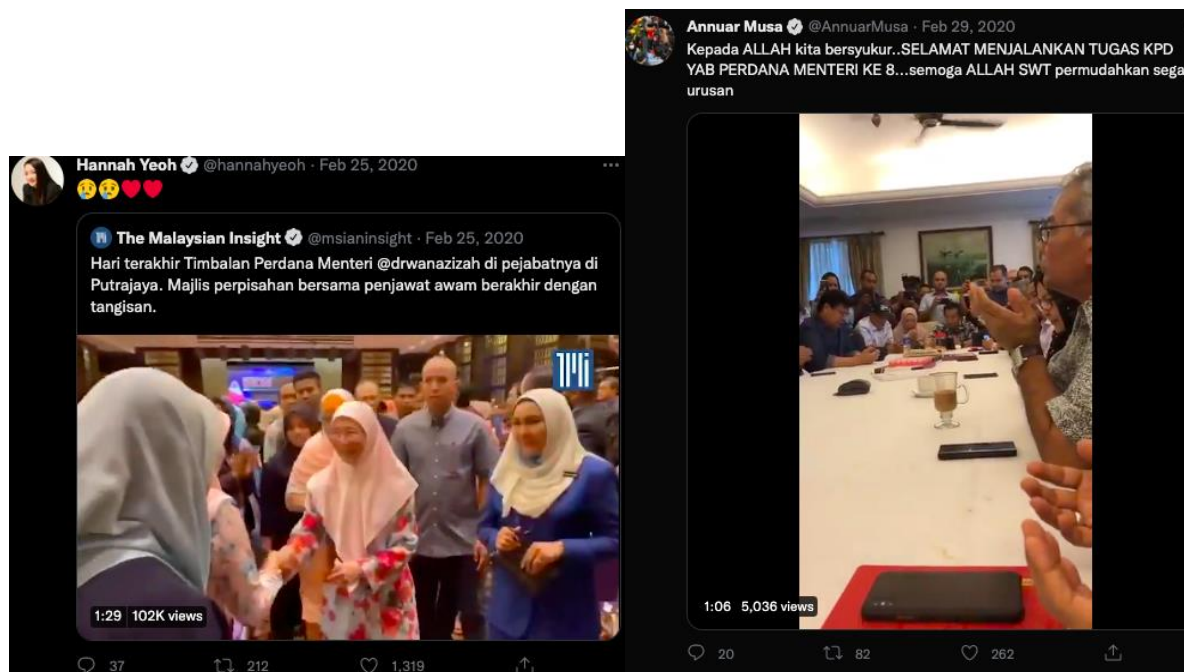 Hannah Yeoh @hannahyeoh · Feb 25, 2020
The Malaysian Insight @msianinsight · Feb 25, 2020
Hari terakhir Timbalan Perdana Menteri @drwanazizah di pejabatnya di
Putrajaya. Majlis perpisahan bersama penjawat awam berakhir dengan
tangisan.
1:29 102K views
37 212 1,319
Annuar Musa @AnnuarMusa · Feb 29, 2020
Kepada ALLAH kita bersyukur..SELAMAT MENJALANKAN TUGAS KPD
YAB PERDANA MENTERI KE 8...semoga ALLAH SWT permudahkan sega
urusan
1:06 5,036 views
20 82 262